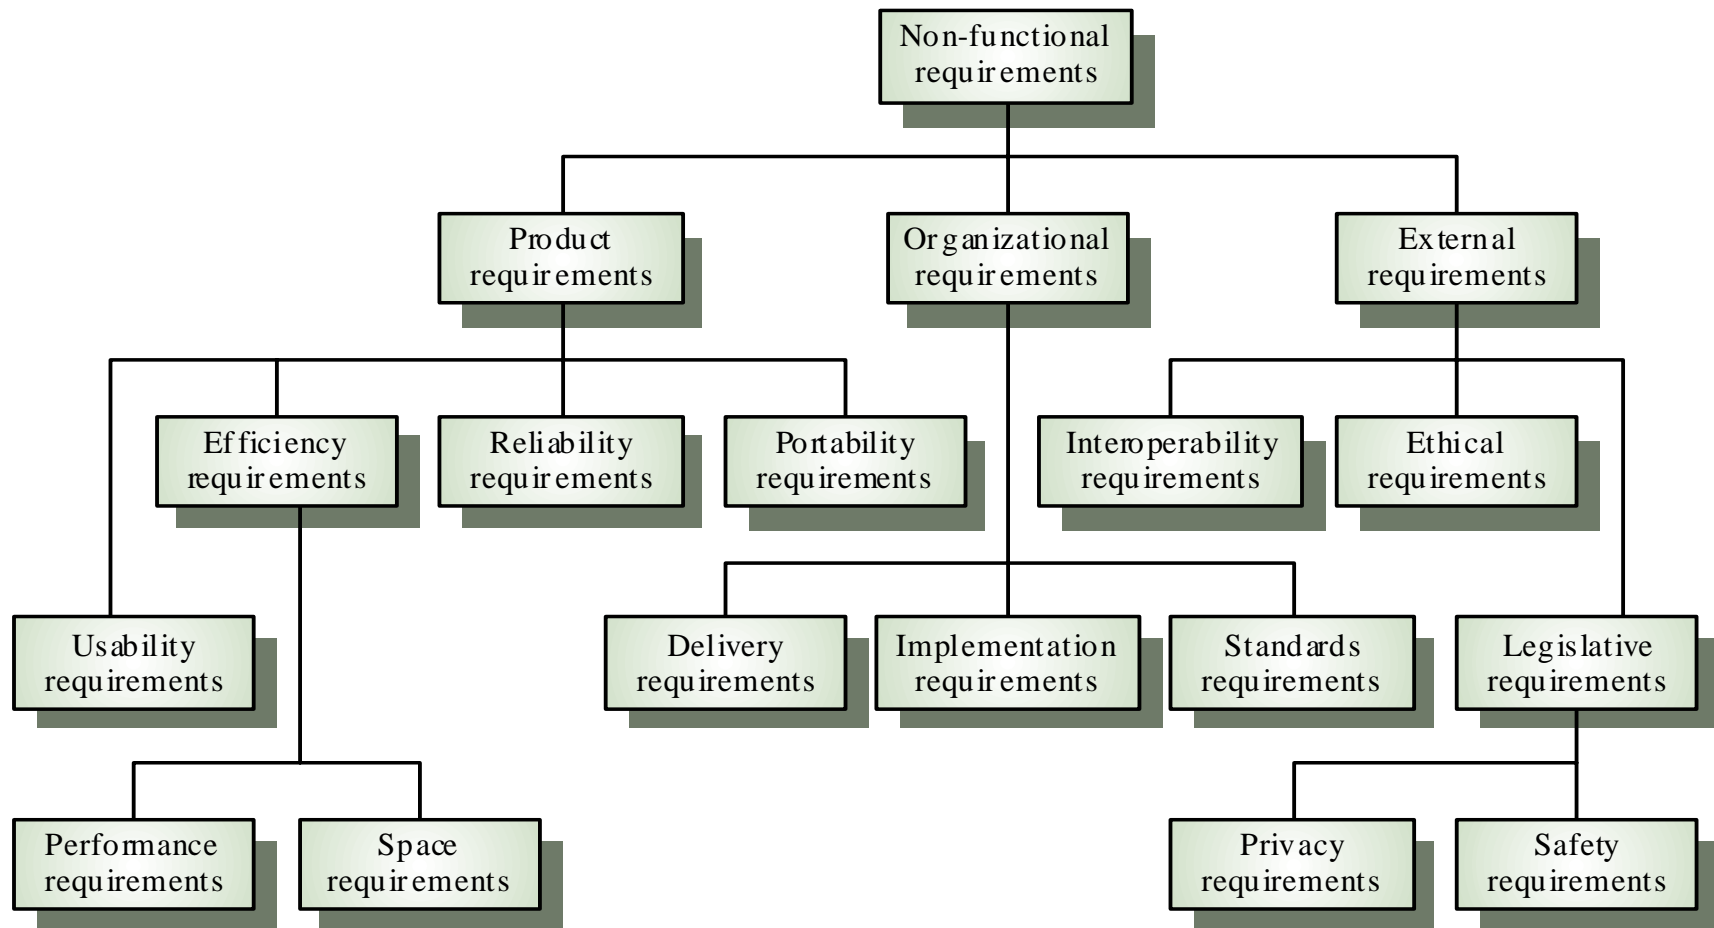 Non-functional
requirements
Product
requirements
Organizational
requirements
External
requirements
Efficiency
requirements
Reliability
requirements
Portability
requirements
Interoperability
requirements
Ethical
requirements
Usability
requirements
Delivery
requirements
Implementation
requirements
Standards
requirements
Legislative
requirements
Performance
requirements
Space
requirements
Privacy
requirements
Safety
requirements